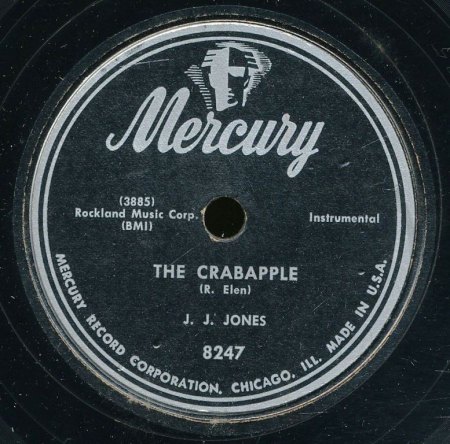 Mercury
(3885)
Rockland Music Corp.
(BMI)
Instrumental
THE CRABAPPLE
(R. Elen)
J. J. JONES
8247
MERCURY RECORD CORPORATION, CHICAGO, ILL. MADE IN U.S.A.